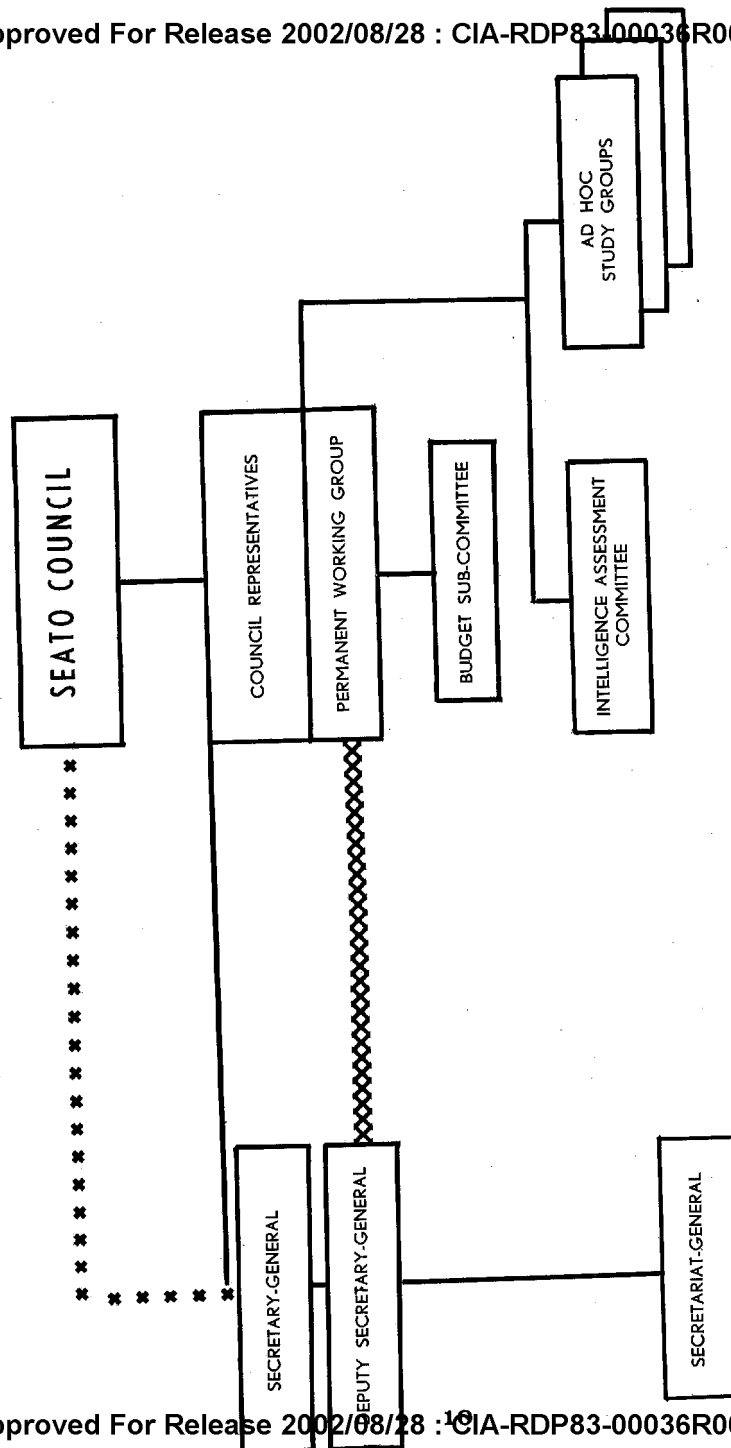 pproved For Release 2002/08/28 : CIA-RDP83-00036R00
SEATO COUNCIL
COUNCIL REPRESENTATIVES
PERMANENT WORKING GROUP
BUDGET SUB-COMMITTEE
AD HOC
STUDY GROUPS
INTELLIGENCE ASSESSMENT
COMMITTEE
SECRETARY-GENERAL
EPUTY SECRETARY-GENERAL
SECRETARIAT-GENERAL
10
pproved For Release 2002/08/28 : CIA-RDP83-00036R00